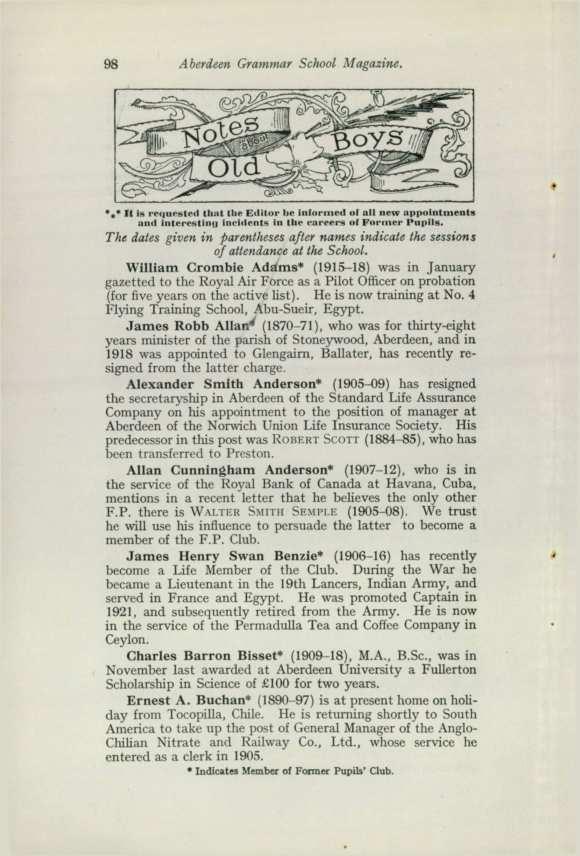 98 Aberdeen Grammar School Magazine.
Notes about
Old Boys
*⁎* It is requested that the Editor be informed of all new appointments
and interesting incidents in the careers of Former Pupils.
The dates given in parentheses after names indicate the sessions
of attendance at the School.
William Crombie Adams* (1915–18) was in January
gazetted to the Royal Air Force as a Pilot Officer on probation
(for five years on the active list). He is now training at No. 4
Flying Training School, Abu-Sueir, Egypt.
James Robb Allan* (1870–71), who was for thirty-eight
years minister of the parish of Stoneywood, Aberdeen, and in
1918 was appointed to Glengairn, Ballater, has recently re-
signed from the latter charge.
Alexander Smith Anderson* (1905–09) has resigned
the secretaryship in Aberdeen of the Standard Life Assurance
Company on his appointment to the position of manager at
Aberdeen of the Norwich Union Life Insurance Society. His
predecessor in this post was ROBERT SCOTT (1884–85), who has
been transferred to Preston.
Allan Cunningham Anderson* (1907–12), who is in
the service of the Royal Bank of Canada at Havana, Cuba,
mentions in a recent letter that he believes the only other
F.P. there is WALTER SMITH SEMPLE (1905–08). We trust
he will use his influence to persuade the latter to become a
member of the F.P. Club.
James Henry Swan Benzie* (1906–16) has recently
become a Life Member of the Club. During the War he
became a Lieutenant in the 19th Lancers, Indian Army, and
served in France and Egypt. He was promoted Captain in
1921, and subsequently retired from the Army. He is now
in the service of the Permadulla Tea and Coffee Company in
Ceylon.
Charles Barron Bisset* (1909–18), M.A., B.Sc., was in
November last awarded at Aberdeen University a Fullerton
Scholarship in Science of £100 for two years.
Ernest A. Buchan* (1890–97) is at present home on holi-
day from Tocopilla, Chile. He is returning shortly to South
America to take up the post of General Manager of the Anglo-
Chilian Nitrate and Railway Co., Ltd., whose service he
entered as a clerk in 1905.
* Indicates Member of Former Pupils' Club.